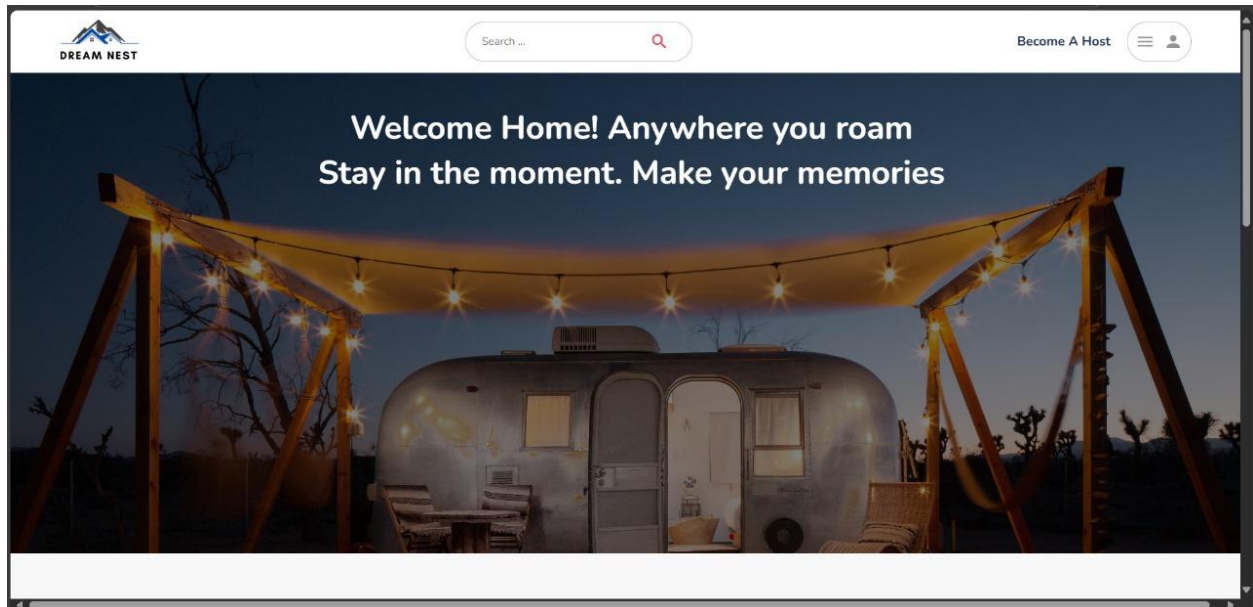 DREAM NEST
Search ...
Become A Host
Welcome Home! Anywhere you roam
Stay in the moment. Make your memories